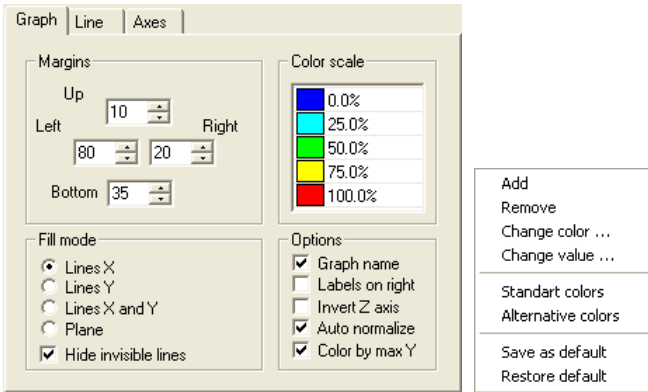 Graph Line Axes
Margins
Up
10
Left Right
80 20
Bottom 35
Color scale
0.0%
25.0%
50.0%
75.0%
100.0%
Fill mode
Lines X
Lines Y
Lines X and Y
Plane
Hide invisible lines
Options
Graph name
Labels on right
Invert Z axis
Auto normalize
Color by max Y
Add
Remove
Change color ...
Change value ...
Standart colors
Alternative colors
Save as default
Restore default